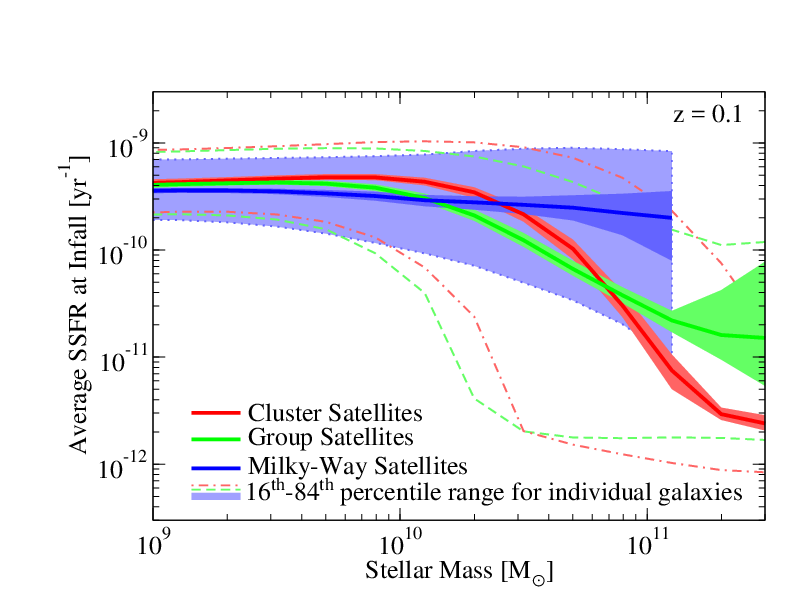 z = 0.1
Average SSFR at Infall [yr⁻¹]
10⁻⁹
10⁻¹⁰
10⁻¹¹
10⁻¹²
Cluster Satellites
Group Satellites
Milky-Way Satellites
16ᵗʰ-84ᵗʰ percentile range for individual galaxies
10⁹ 10¹⁰ 10¹¹
Stellar Mass [M☉]